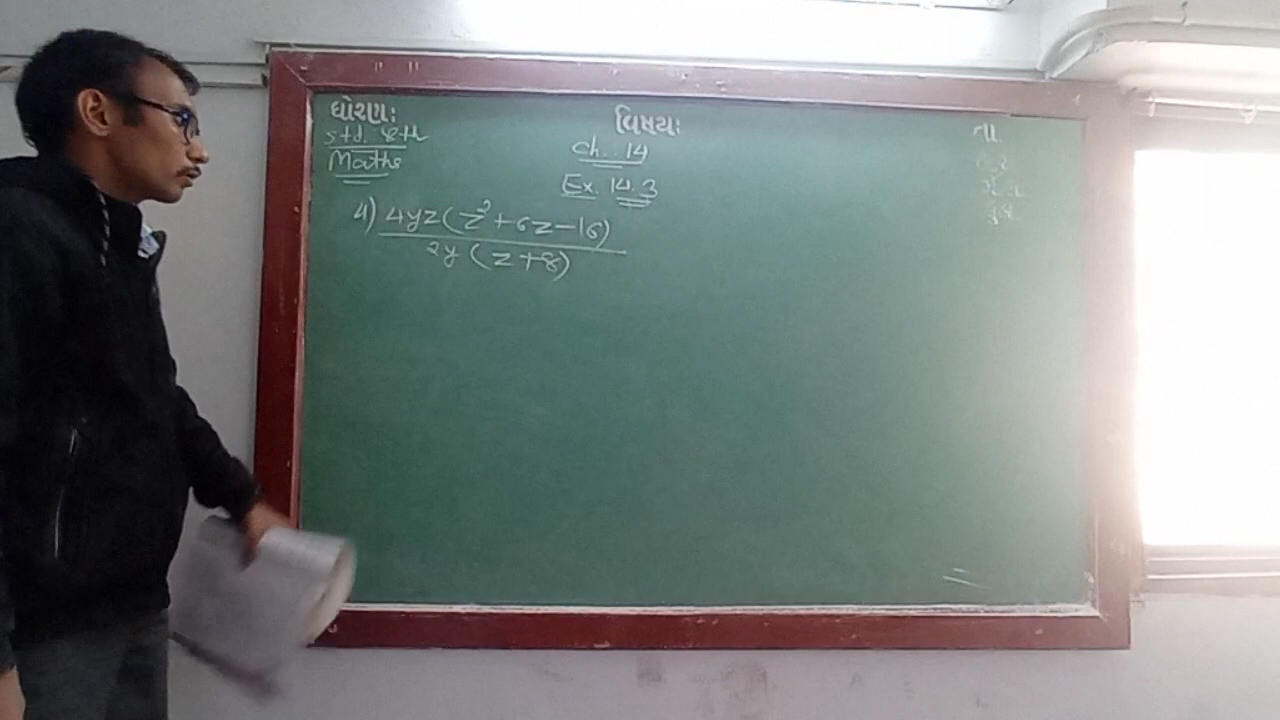 ધોરણ:
વિષય:
તા.
std. 8th
Maths
Ch. 14
Ex. 14.3
4) 4yz(z²+6z-16)
2y (z+8)